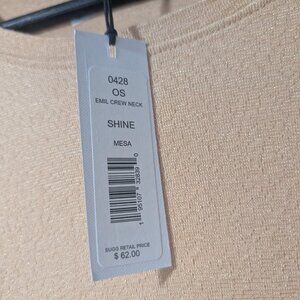 0428
OS
EMIL CREW NECK
SHINE
MESA
SUGG RETAIL PRICE
$ 62.00